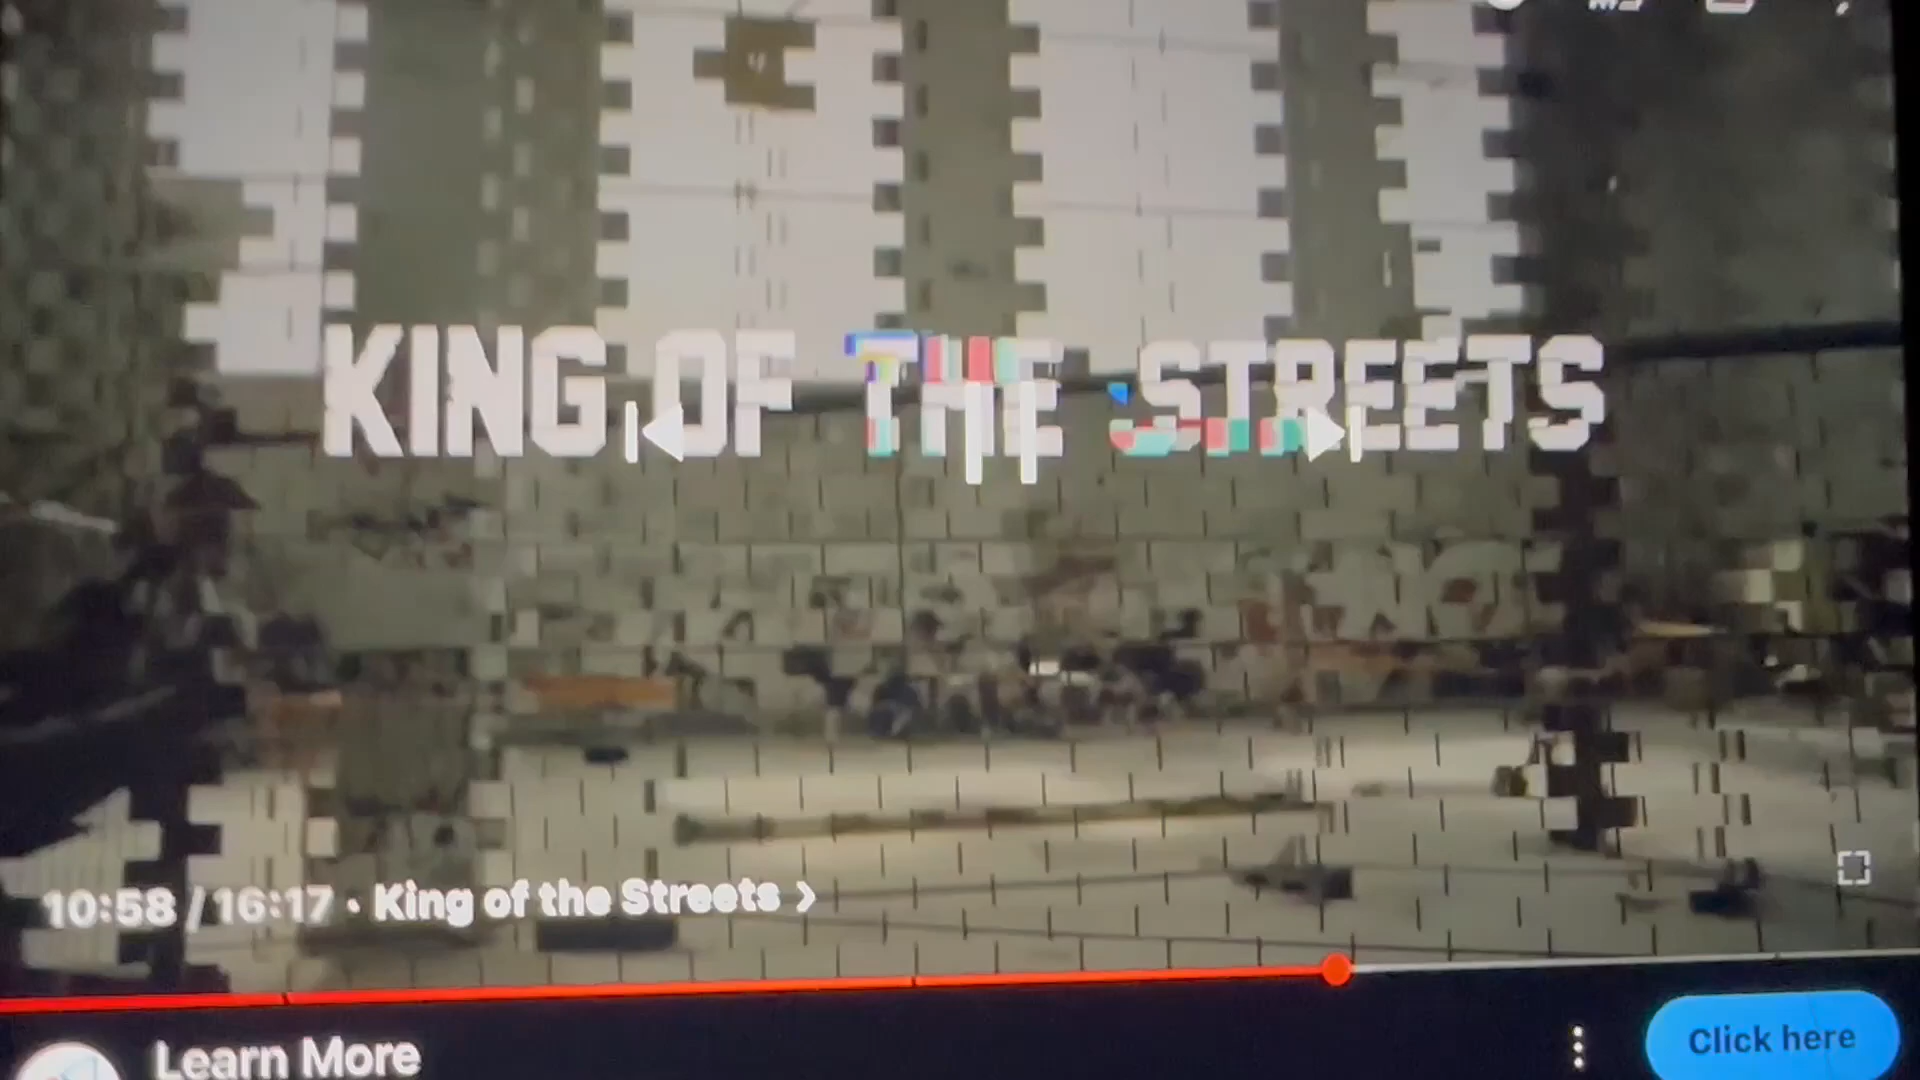 KING OF THE STREETS
10:58 / 16:17 · King of the Streets >
Learn More
Click here